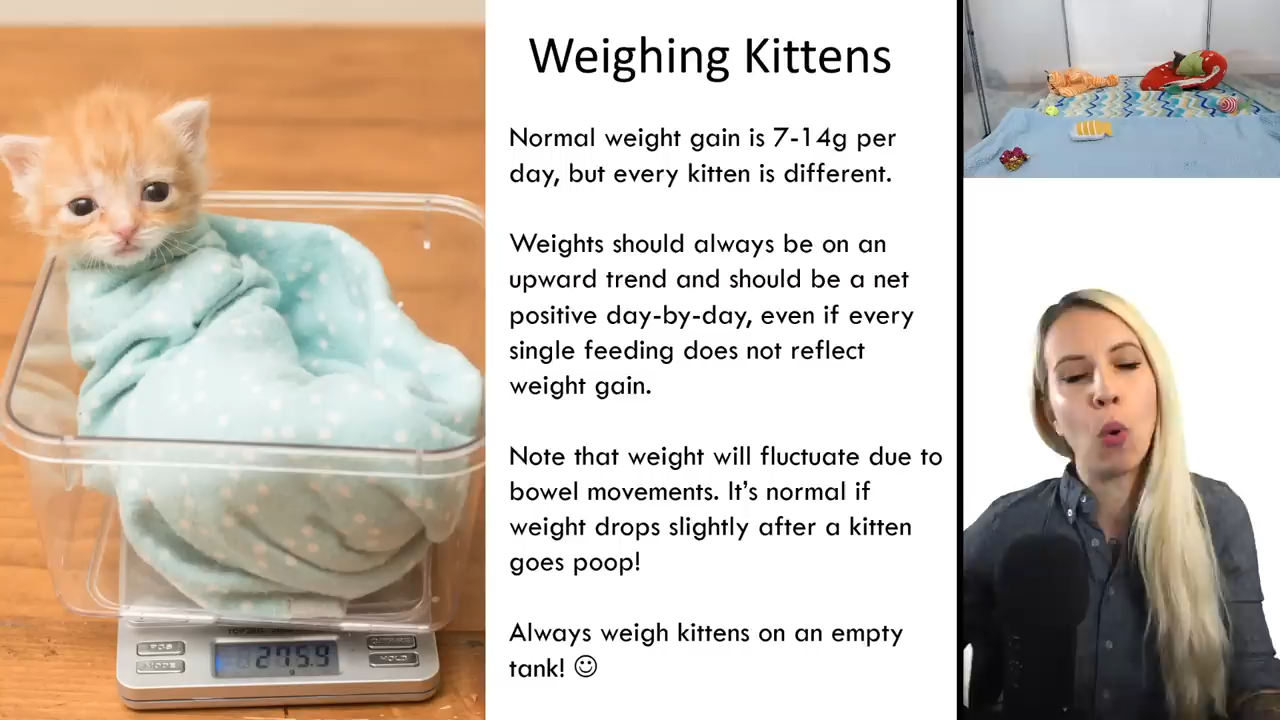 Weighing Kittens
Normal weight gain is 7-14g per
day, but every kitten is different.
Weights should always be on an
upward trend and should be a net
positive day-by-day, even if every
single feeding does not reflect
weight gain.
Note that weight will fluctuate due to
bowel movements. It's normal if
weight drops slightly after a kitten
goes poop!
Always weigh kittens on an empty
tank! ☺
MODE
HOLD
275.9